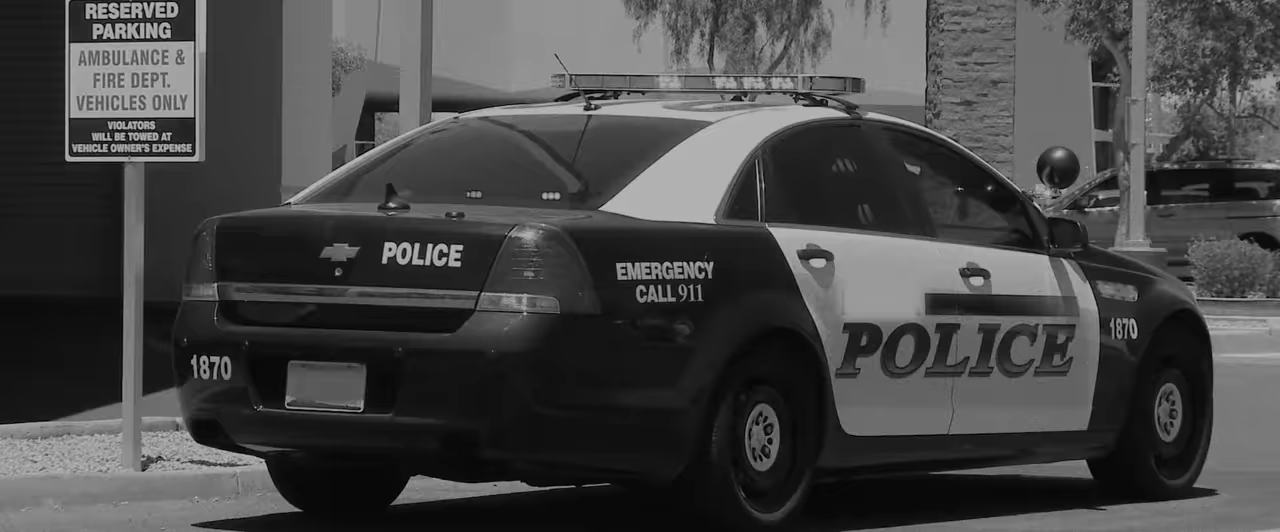 RESERVED
PARKING
AMBULANCE &
FIRE DEPT.
VEHICLES ONLY
VIOLATORS
WILL BE TOWED AT
VEHICLE OWNER'S EXPENSE
POLICE
EMERGENCY
CALL 911
1870
POLICE
1870